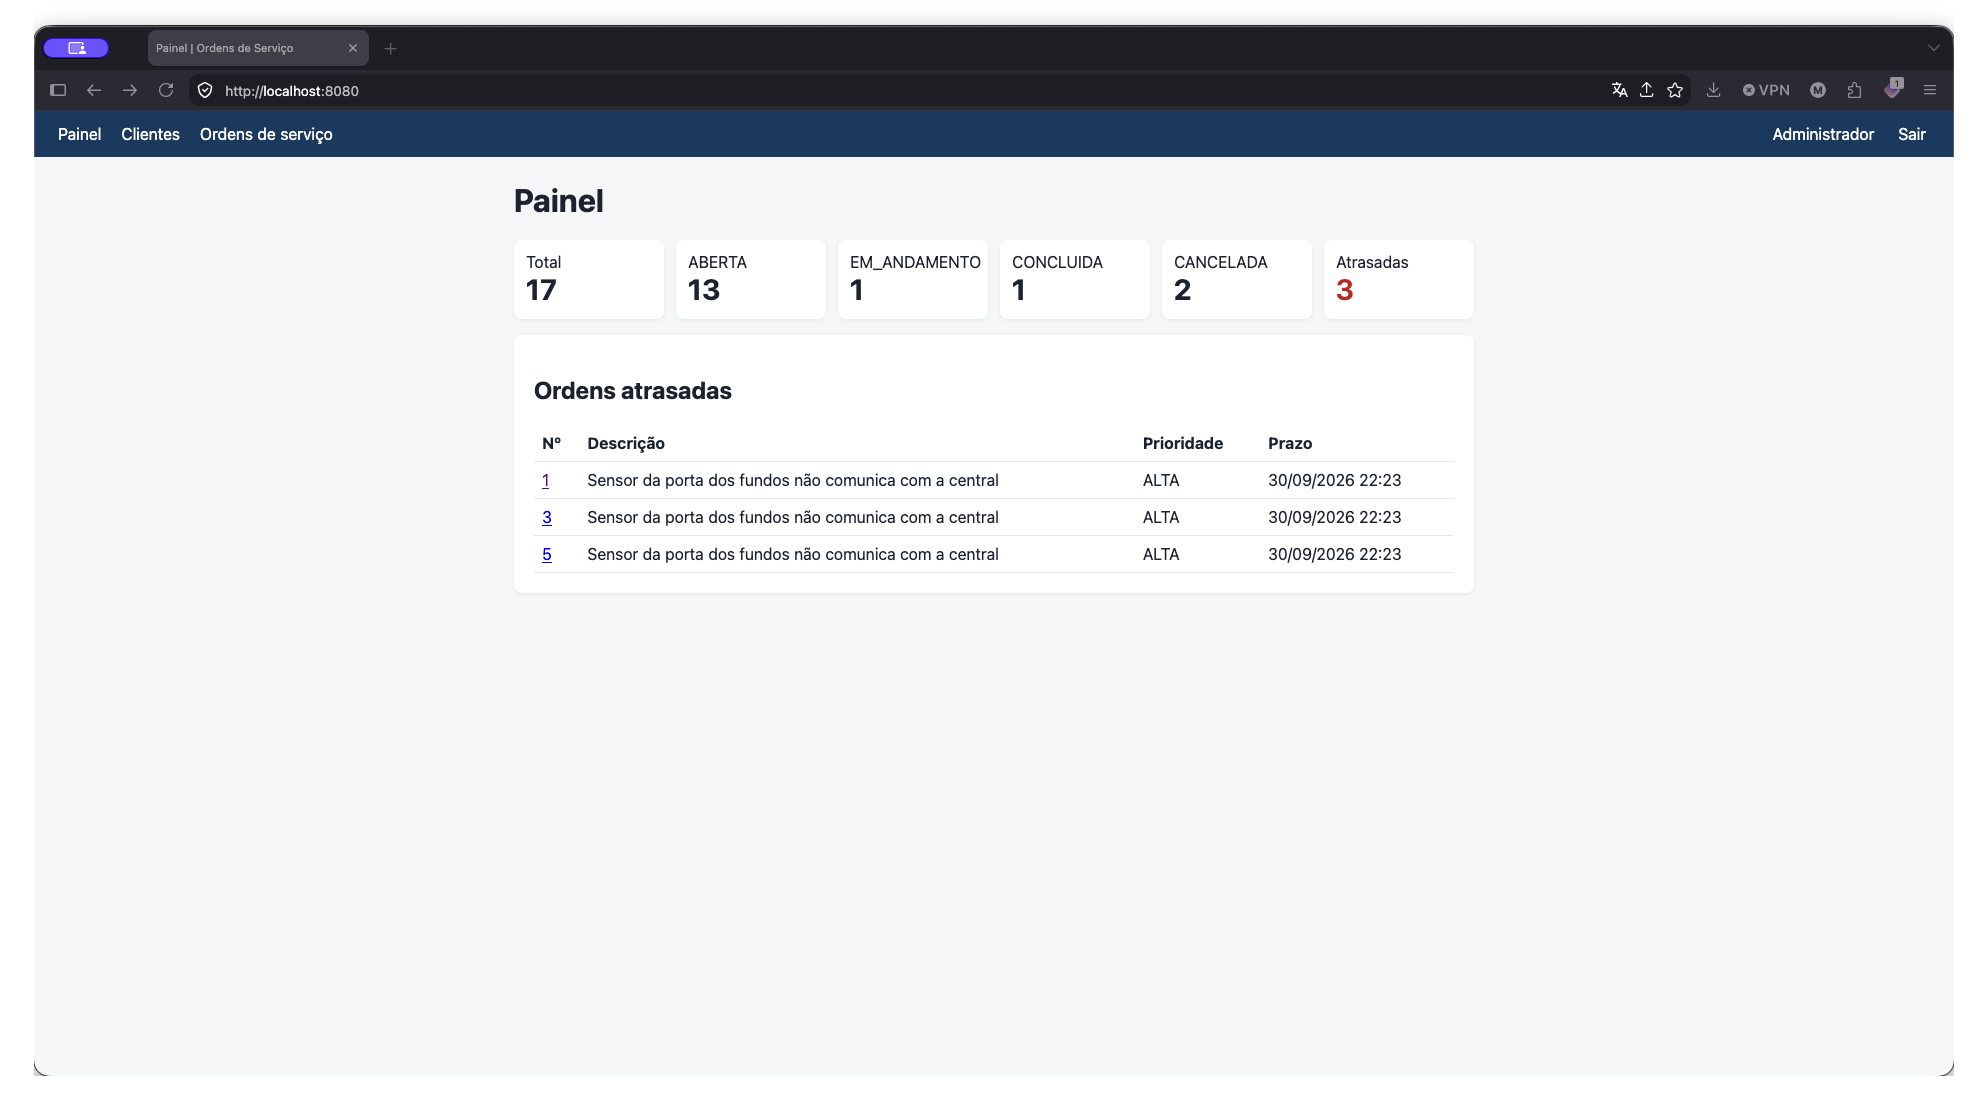 Painel | Ordens de Serviço
http://localhost:8080
VPN
M
1
Painel Clientes Ordens de serviço Administrador Sair
Painel
Total ABERTA EM_ANDAMENTO CONCLUIDA CANCELADA Atrasadas
17 13 1 1 2 3
Ordens atrasadas
Nº Descrição Prioridade Prazo
1 Sensor da porta dos fundos não comunica com a central ALTA 30/09/2026 22:23
3 Sensor da porta dos fundos não comunica com a central ALTA 30/09/2026 22:23
5 Sensor da porta dos fundos não comunica com a central ALTA 30/09/2026 22:23